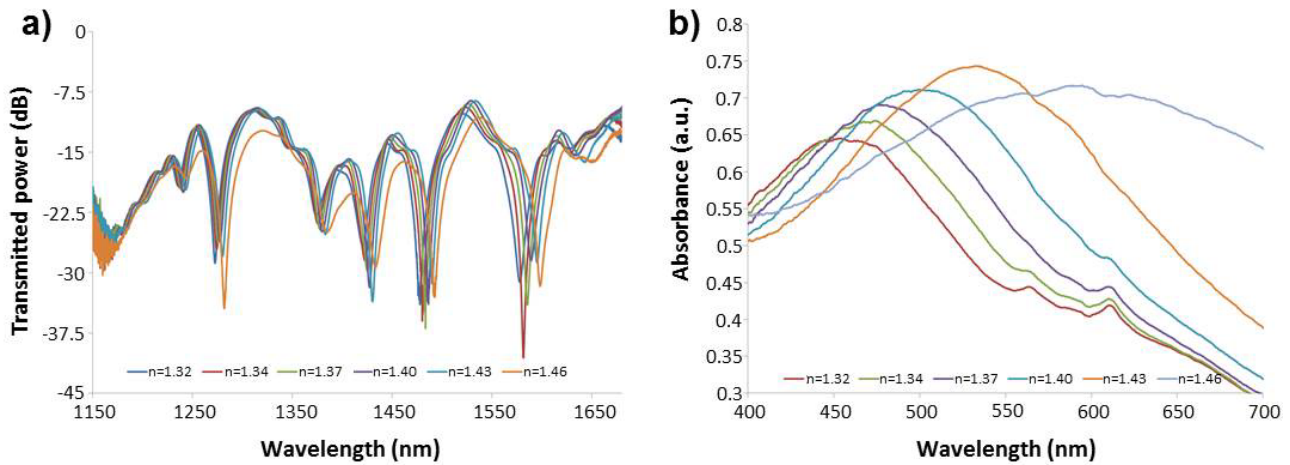 a)
Transmitted power (dB)
0
-7.5
-15
-22.5
-30
-37.5
-45
n=1.32 n=1.34 n=1.37 n=1.40 n=1.43 n=1.46
1150 1250 1350 1450 1550 1650
Wavelength (nm)
b)
Absorbance (a.u.)
0.8
0.75
0.7
0.65
0.6
0.55
0.5
0.45
0.4
0.35
0.3
n=1.32 n=1.34 n=1.37 n=1.40 n=1.43 n=1.46
400 450 500 550 600 650 700
Wavelength (nm)